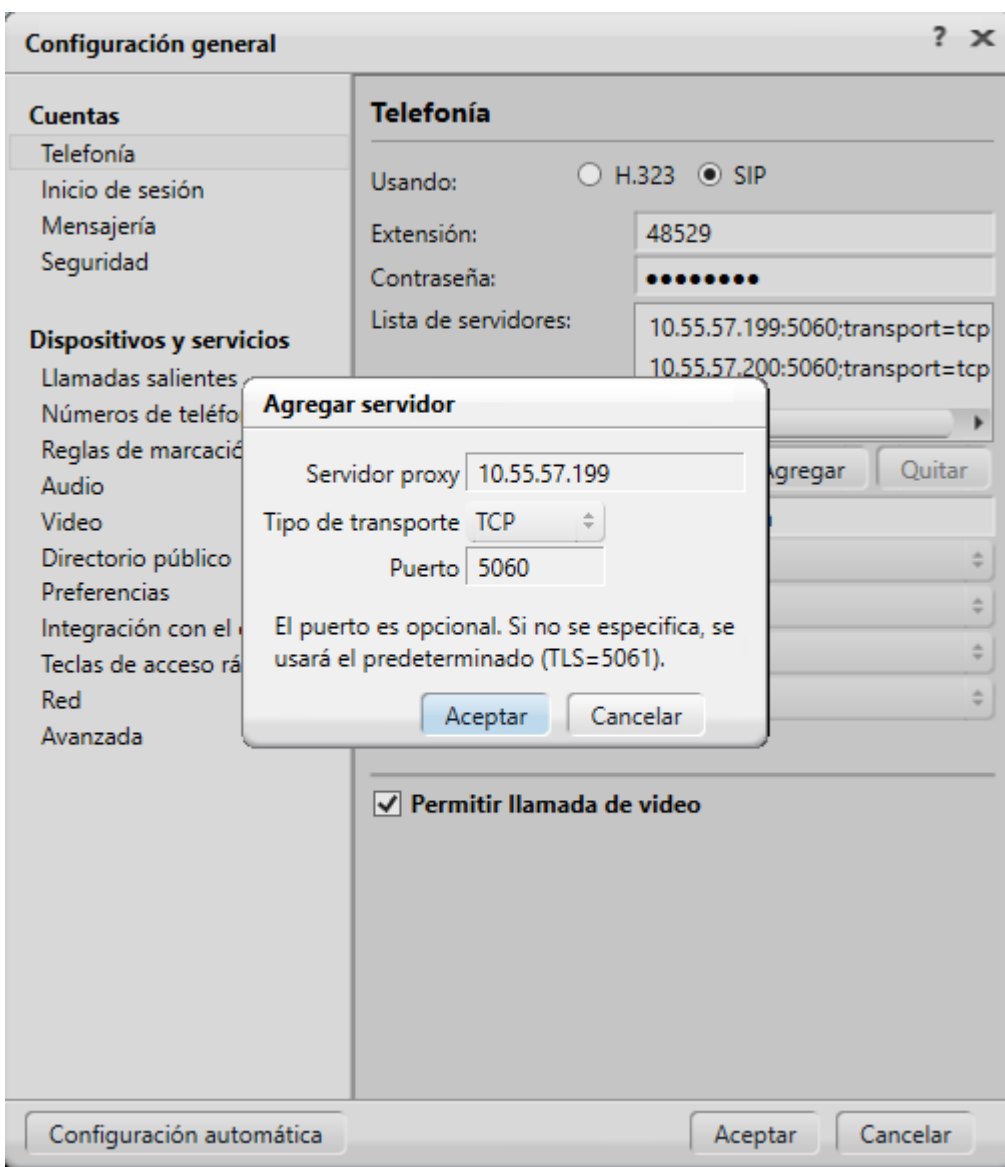 Configuración general
?
Cuentas
Telefonía
Inicio de sesión
Mensajería
Seguridad
Dispositivos y servicios
Llamadas salientes
Números de
Reglas de
Audio
Video
Directorio público
Preferencias
Integración con el
Teclas de acceso
Red
Avanzada
Telefonía
Usando: H.323 SIP
Extensión: 48529
Contraseña: ••••••••
Lista de servidores: 10.55.57.199:5060;transport=tcp
10.55.57.200:5060;transport=tcp
Agregar Quitar
Agregar servidor
Servidor proxy 10.55.57.199
Tipo de transporte TCP
Puerto 5060
El puerto es opcional. Si no se especifica, se
usará el predeterminado (TLS=5061).
Aceptar Cancelar
Permitir llamada de video
Configuración automática Aceptar Cancelar